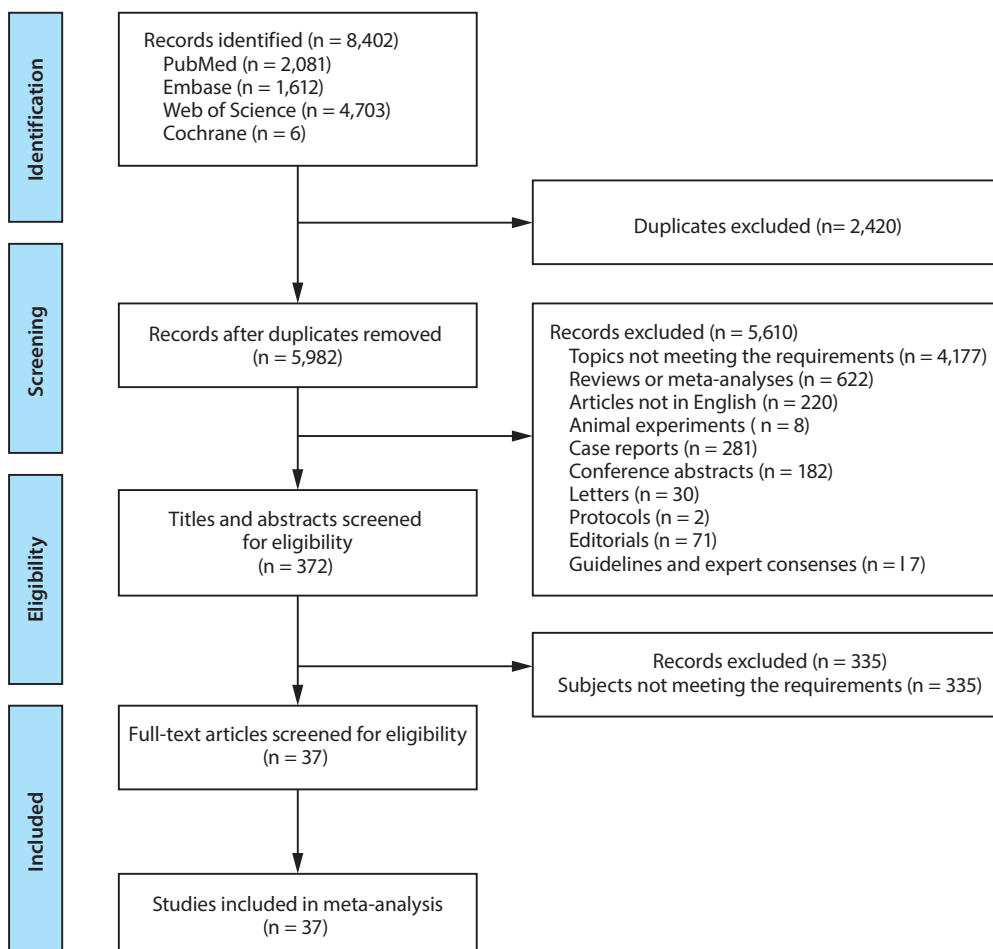 Identification
Records identified (n = 8,402)
PubMed (n = 2,081)
Embase (n = 1,612)
Web of Science (n = 4,703)
Cochrane (n = 6)
Duplicates excluded (n= 2,420)
Screening
Records after duplicates removed
(n = 5,982)
Records excluded (n = 5,610)
Topics not meeting the requirements (n = 4,177)
Reviews or meta-analyses (n = 622)
Articles not in English (n = 220)
Animal experiments ( n = 8)
Case reports (n = 281)
Conference abstracts (n = 182)
Letters (n = 30)
Protocols (n = 2)
Editorials (n = 71)
Guidelines and expert consenses (n = l 7)
Eligibility
Titles and abstracts screened
for eligibility
(n = 372)
Records excluded (n = 335)
Subjects not meeting the requirements (n = 335)
Included
Full-text articles screened for eligibility
(n = 37)
Studies included in meta-analysis
(n = 37)